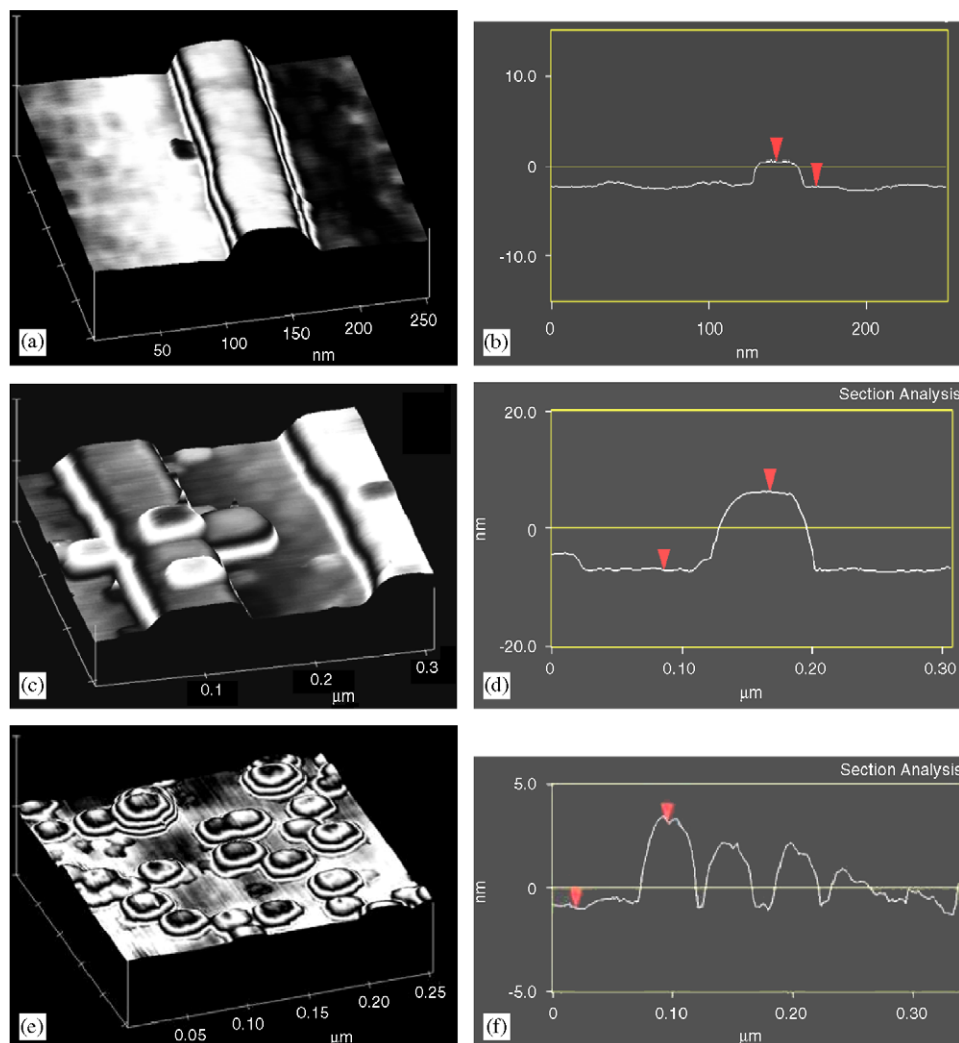 (a)
50
100
150
200
250
nm
(b)
10.0
0
-10.0
0
100
200
nm
(c)
0.1
0.2
0.3
µm
(d)
Section Analysis
20.0
0
-20.0
nm
0
0.10
0.20
0.30
µm
(e)
0.05
0.10
0.15
0.20
0.25
µm
(f)
Section Analysis
5.0
0
-5.0
nm
0
0.10
0.20
0.30
µm